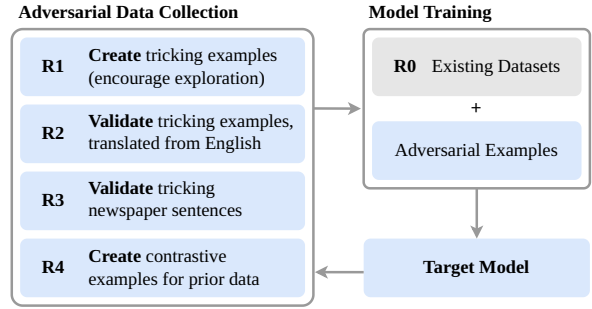 Adversarial Data Collection
R1 Create tricking examples
(encourage exploration)
R2 Validate tricking examples,
translated from English
R3 Validate tricking
newspaper sentences
R4 Create contrastive
examples for prior data
Model Training
R0 Existing Datasets
+
Adversarial Examples
Target Model